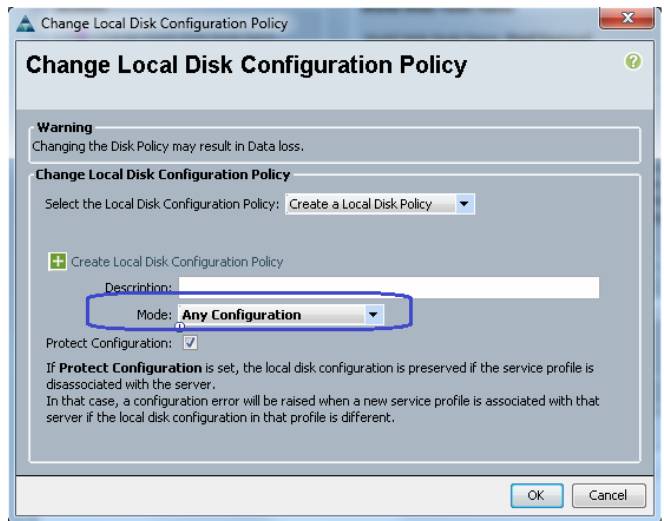 Change Local Disk Configuration Policy
Change Local Disk Configuration Policy
Warning
Changing the Disk Policy may result in Data loss.
Change Local Disk Configuration Policy
Select the Local Disk Configuration Policy: Create a Local Disk Policy
Create Local Disk Configuration Policy
Description:
Mode: Any Configuration
Protect Configuration:
If Protect Configuration is set, the local disk configuration is preserved if the service profile is
disassociated with the server.
In that case, a configuration error will be raised when a new service profile is associated with that
server if the local disk configuration in that profile is different.
OK Cancel